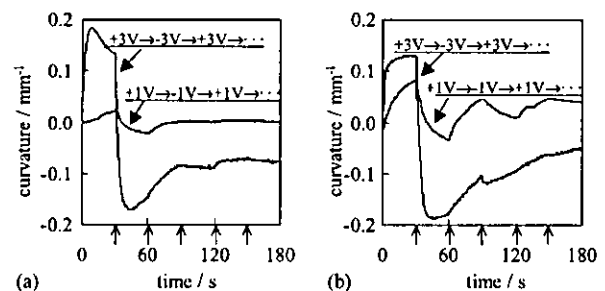 0.2
0.1
0.0
-0.1
-0.2
curvature / mm⁻¹
+3V→-3V→+3V→···
+1V→-1V→+1V→···
0 60 120 180
time / s
(a)
0.2
0.1
0.0
-0.1
-0.2
curvature / mm⁻¹
+3V→-3V→+3V→···
+1V→-1V→+1V→···
0 60 120 180
time / s
(b)